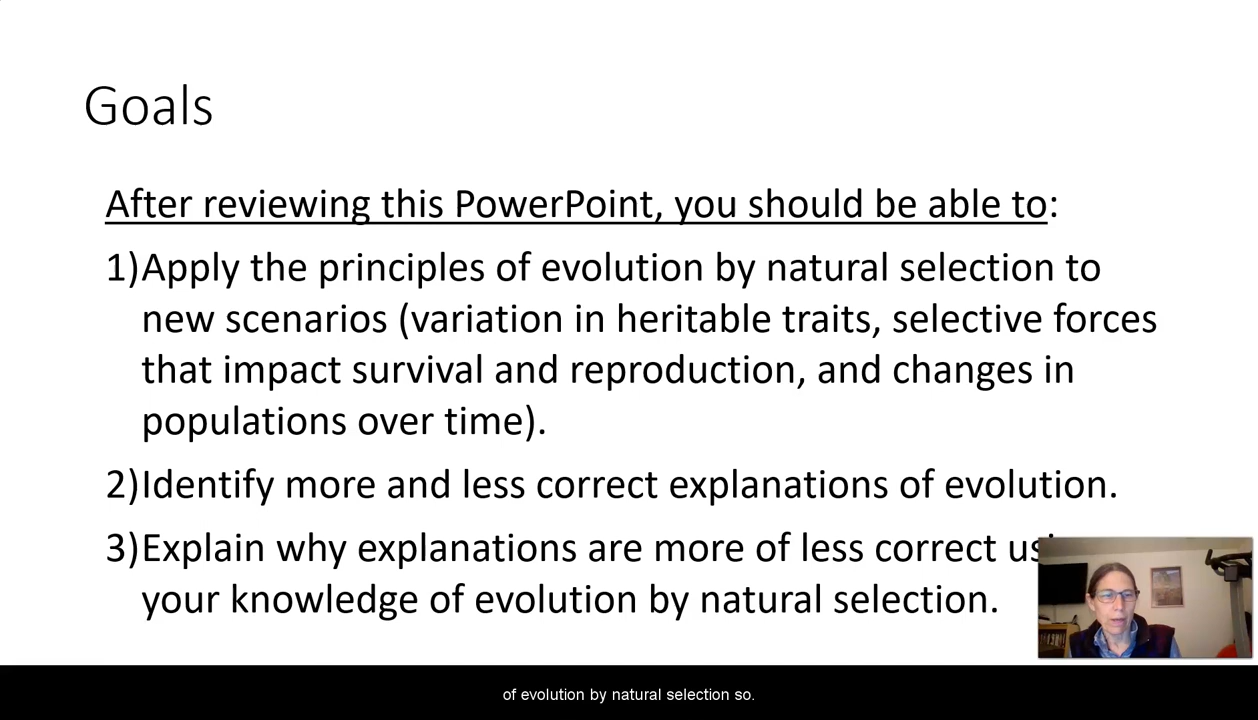 Goals
After reviewing this PowerPoint, you should be able to:
1)Apply the principles of evolution by natural selection to
new scenarios (variation in heritable traits, selective forces
that impact survival and reproduction, and changes in
populations over time).
2)Identify more and less correct explanations of evolution.
3)Explain why explanations are more of less correct
your knowledge of evolution by natural selection.
of evolution by natural selection so.